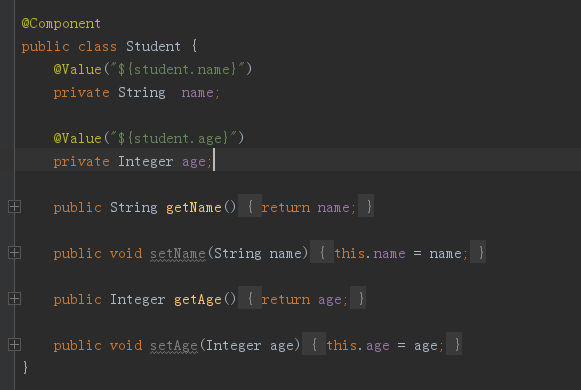 @Component
public class Student {
@Value("${student.name}")
private String  name;
@Value("${student.age}")
private Integer age;
public String getName() { return name; }
public void setName(String name) { this.name = name; }
public Integer getAge() { return age; }
public void setAge(Integer age) { this.age = age; }
}